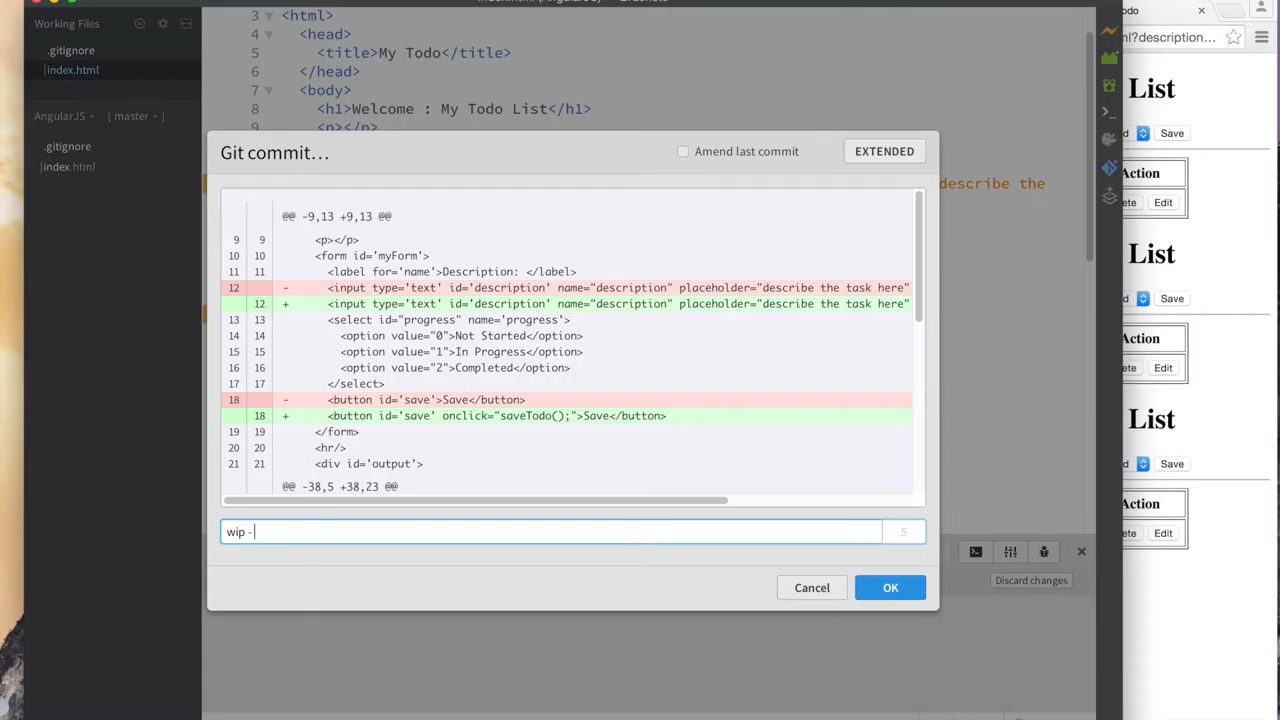 Working Files
.gitignore
index.html
AngularJS
[ master ]
.gitignore
index.html
3 <html>
4 <head>
5 <title>My Todo</title>
6 </head>
7 <body>
8 <h1>Welcome : My Todo List</h1>
9 <p></p>
describe the
Git commit…
Amend last commit
EXTENDED
@@ -9,13 +9,13 @@
9 9 <p></p>
10 10 <form id='myForm'>
11 11 <label for='name'>Description: </label>
12 - <input type='text' id='description' name="description" placeholder="describe the task here"
12 + <input type='text' id='description' name="description" placeholder="describe the task here"
13 13 <select id="progress" name='progress'>
14 14 <option value="0">Not Started</option>
15 15 <option value="1">In Progress</option>
16 16 <option value="2">Completed</option>
17 17 </select>
18 - <button id='save'>Save</button>
18 + <button id='save' onclick="saveTodo();">Save</button>
19 19 </form>
20 20 <hr/>
21 21 <div id='output'>
@@ -38,5 +38,23 @@
wip -
5
Cancel
OK
Discard changes
odo
ml?description...
List
d
Save
Action
ete
Edit
List
d
Save
Action
ete
Edit
List
d
Save
Action
ete
Edit